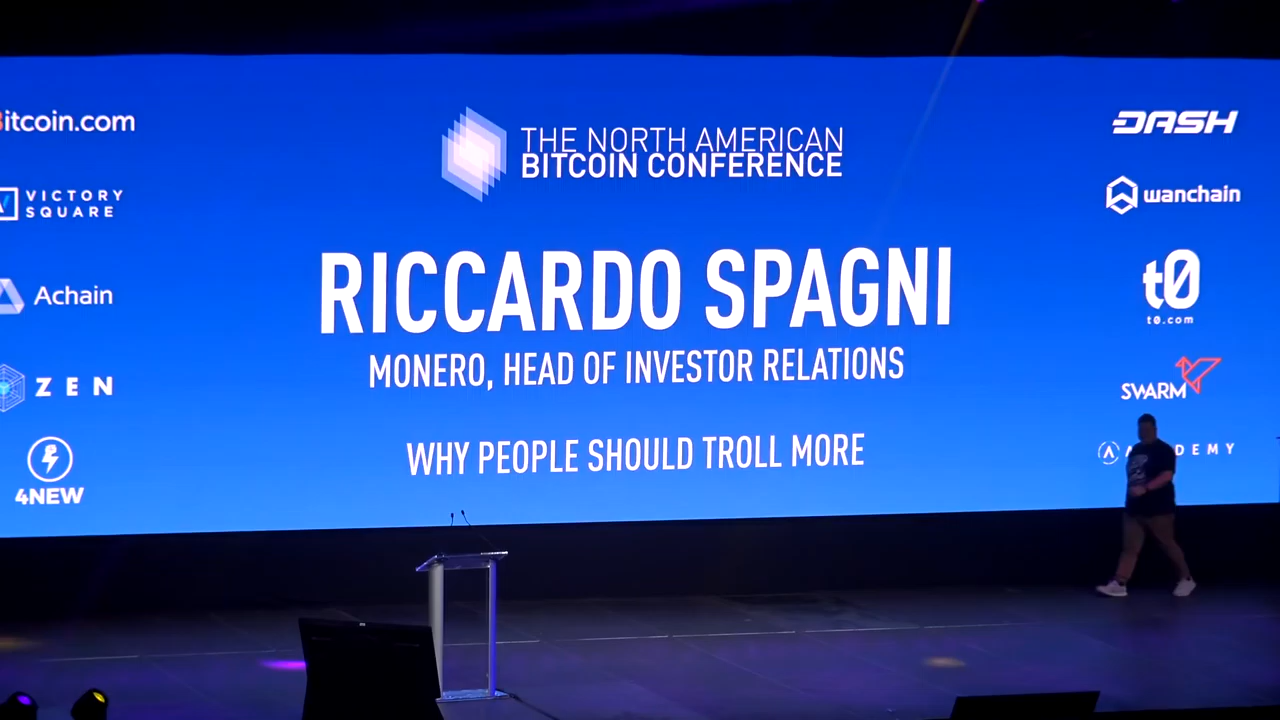 Bitcoin.com
VICTORY
SQUARE
Achain
ZEN
4NEW
THE NORTH AMERICAN
BITCOIN CONFERENCE
RICCARDO SPAGNI
MONERO, HEAD OF INVESTOR RELATIONS
WHY PEOPLE SHOULD TROLL MORE
DASH
wanchain
t0
t0.com
SWARM